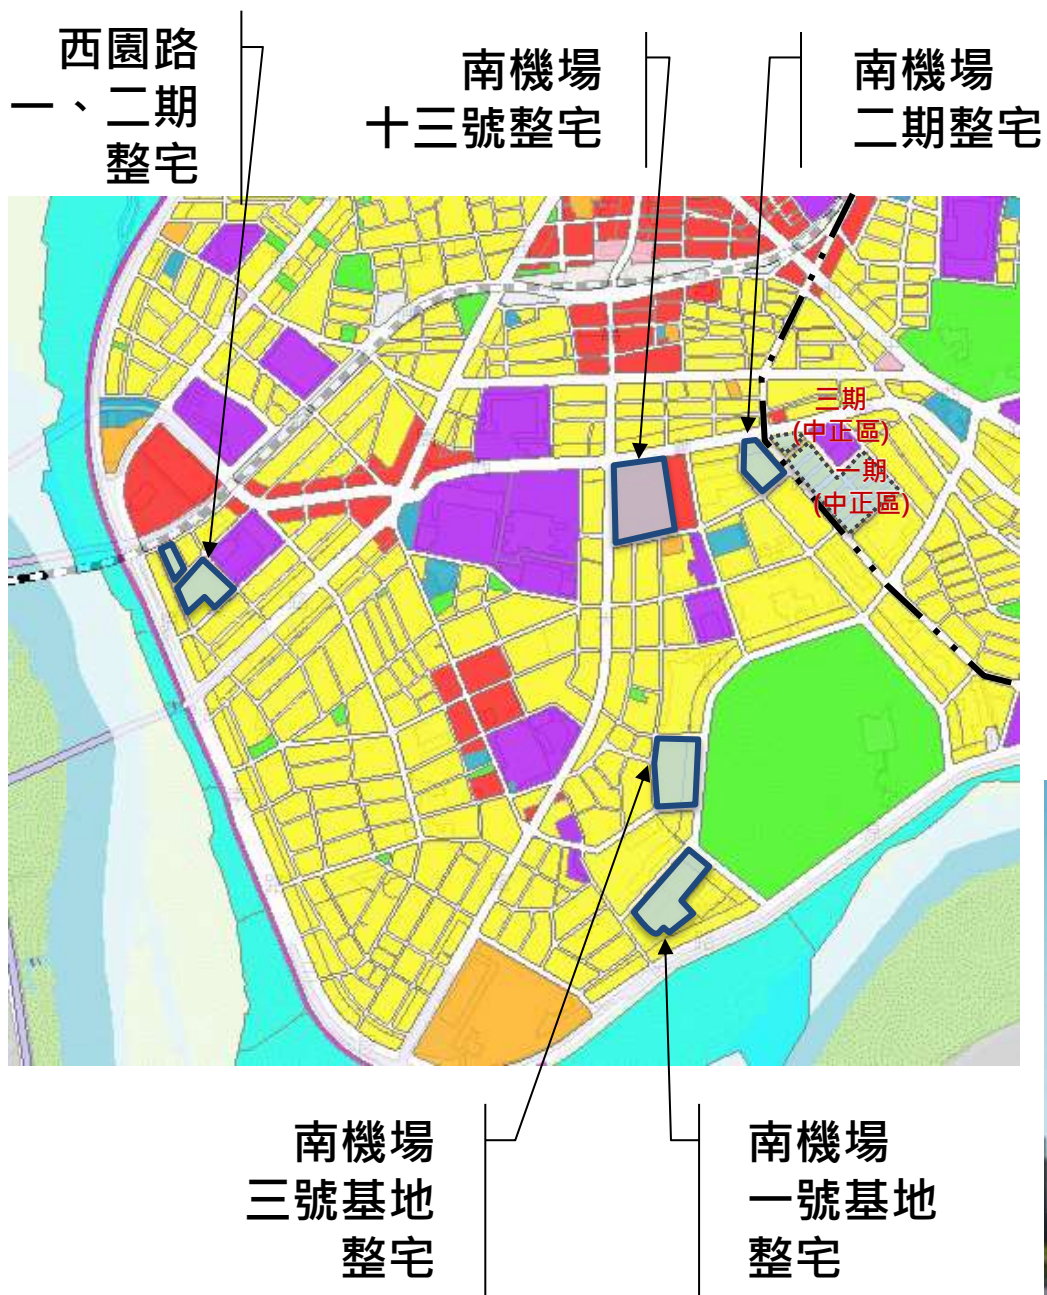 西園路
一、二期
整宅
南機場
十三號整宅
南機場
二期整宅
三期
(中正區)
一期
(中正區)
南機場
三號基地
整宅
南機場
一號基地
整宅